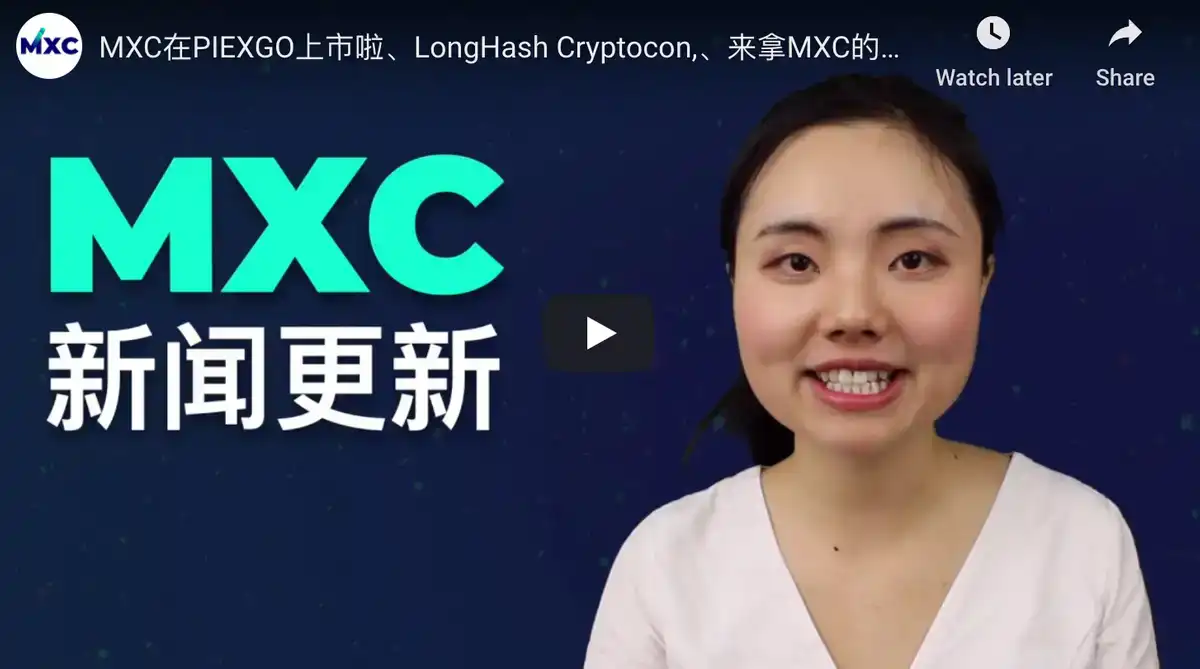 MXC
MXC在PIEXGO上市啦、LongHash Cryptocon,、来拿MXC的...
Watch later
Share
MXC
新闻更新